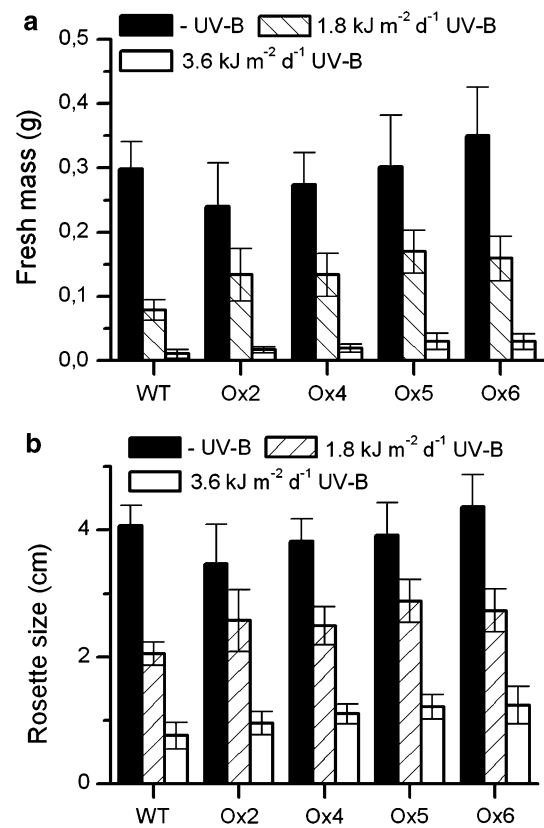 a
- UV-B 1.8 kJ m⁻² d⁻¹ UV-B
3.6 kJ m⁻² d⁻¹ UV-B
Fresh mass (g)
0,5
0,4
0,3
0,2
0,1
0,0
WT Ox2 Ox4 Ox5 Ox6
b
- UV-B 1.8 kJ m⁻² d⁻¹ UV-B
3.6 kJ m⁻² d⁻¹ UV-B
Rosette size (cm)
4
2
0
WT Ox2 Ox4 Ox5 Ox6